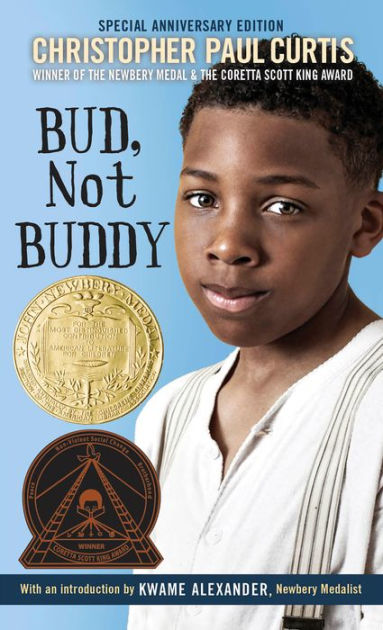 SPECIAL ANNIVERSARY EDITION
CHRISTOPHER PAUL CURTIS
WINNER OF THE NEWBERY MEDAL & THE CORETTA SCOTT KING AWARD
BUD,
Not
BUDDY
JOHN NEWBERY MEDAL
FOR THE
MOST DISTINGUISHED
CONTRIBUTION TO
AMERICAN LITERATURE
FOR CHILDREN
Peace
Non-Violent Social Change
Brotherhood
WINNER
CORETTA SCOTT KING AWARD
With an introduction by KWAME ALEXANDER, Newbery Medalist